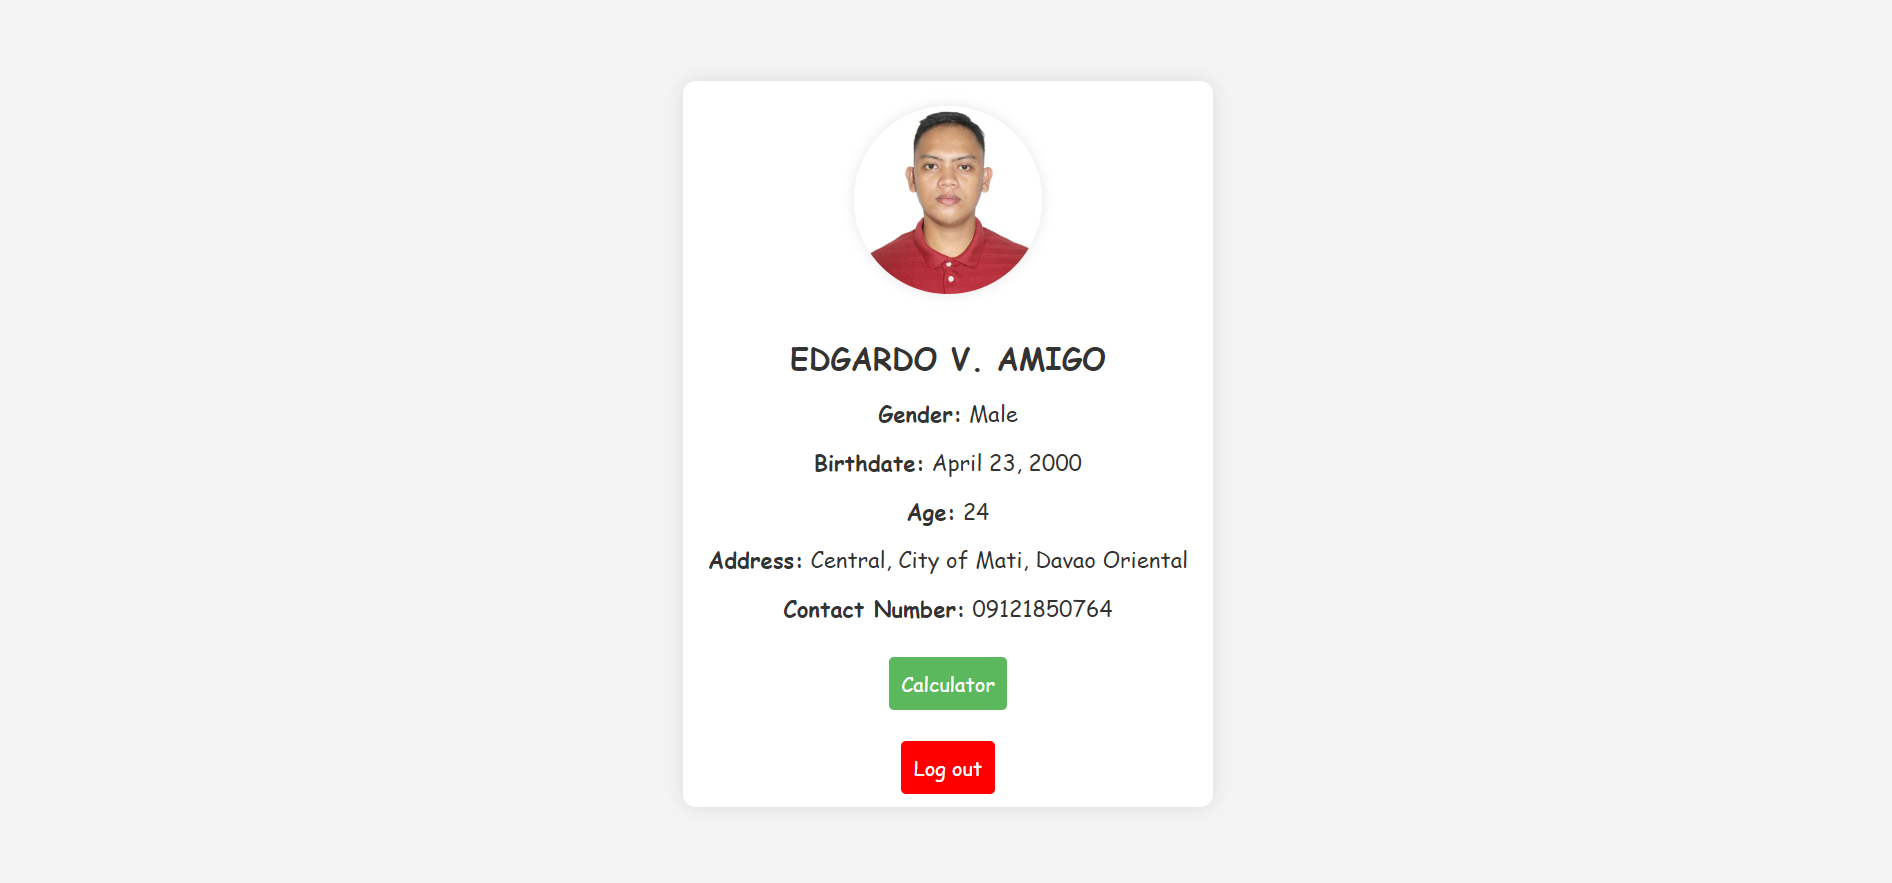 EDGARDO V. AMIGO
Gender: Male
Birthdate: April 23, 2000
Age: 24
Address: Central, City of Mati, Davao Oriental
Contact Number: 09121850764
Calculator
Log out